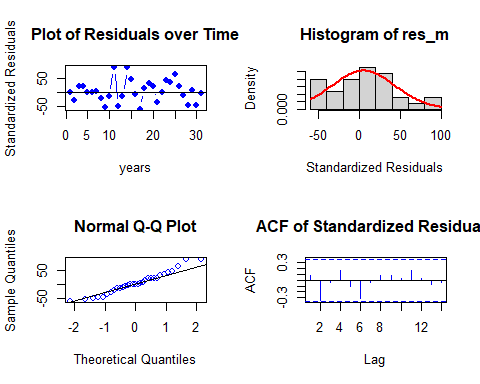 Plot of Residuals over Time
Standardized Residuals
-50 50
0 5 10 15 20 25 30
years
Histogram of res_m
Density
0.000
-50 0 50 100
Standardized Residuals
Normal Q-Q Plot
Sample Quantiles
-50 50
-2 -1 0 1 2
Theoretical Quantiles
ACF of Standardized Residua
ACF
-0.3 0.3
2 4 6 8 12
Lag